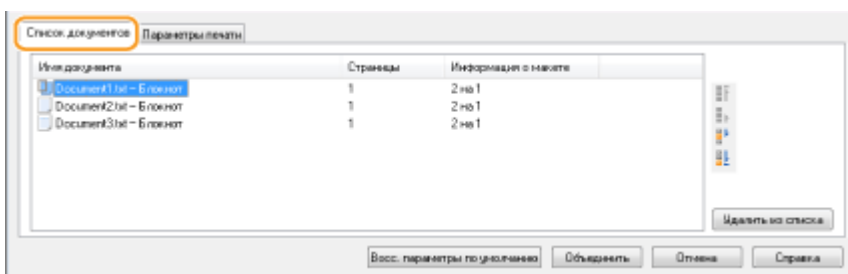 Список документов Параметры печати
Имя документа Страницы Информация о макете
Document1.txt – Блокнот 1 2 на 1
Document2.txt – Блокнот 1 2 на 1
Document3.txt – Блокнот 1 2 на 1
Удалить из списка
Восс. параметры по умолчанию Объединить Отмена Справка